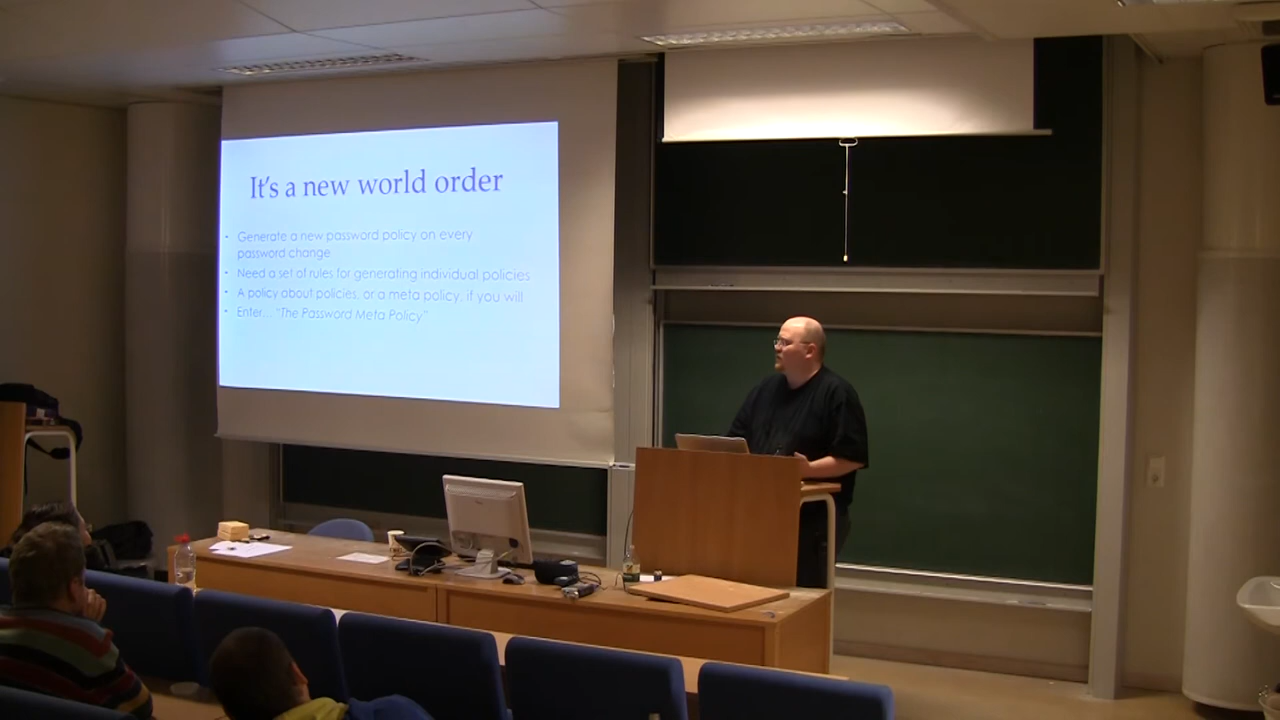 It's a new world order
• Generate a new password policy on every
password change
• Need a set of rules for generating individual policies
• A policy about policies, or a meta policy, if you will
• Enter... "The Password Meta Policy"